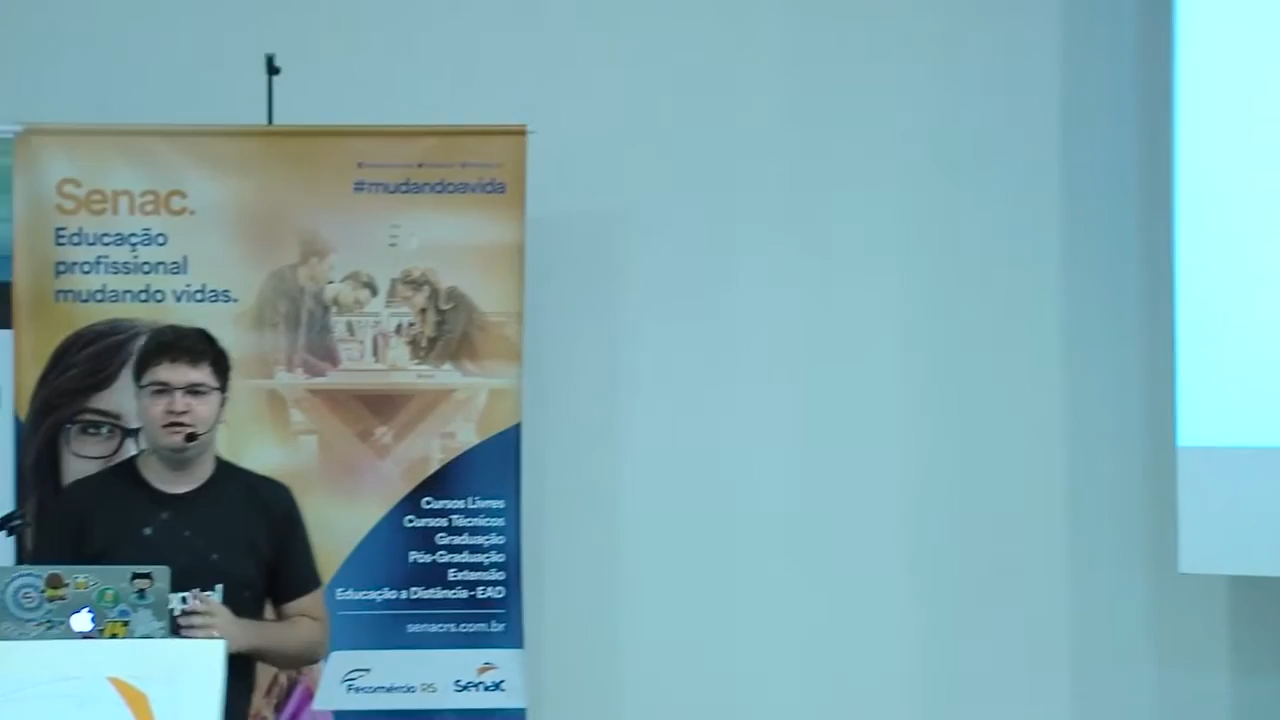 #mudandoavida
Senac.
Educação
profissional
mudando vidas.
Cursos Livres
Cursos Técnicos
Graduação
Pós-Graduação
Extensão
Educação a Distância - EAD
senacrs.com.br
Fecomércio RS
Senac